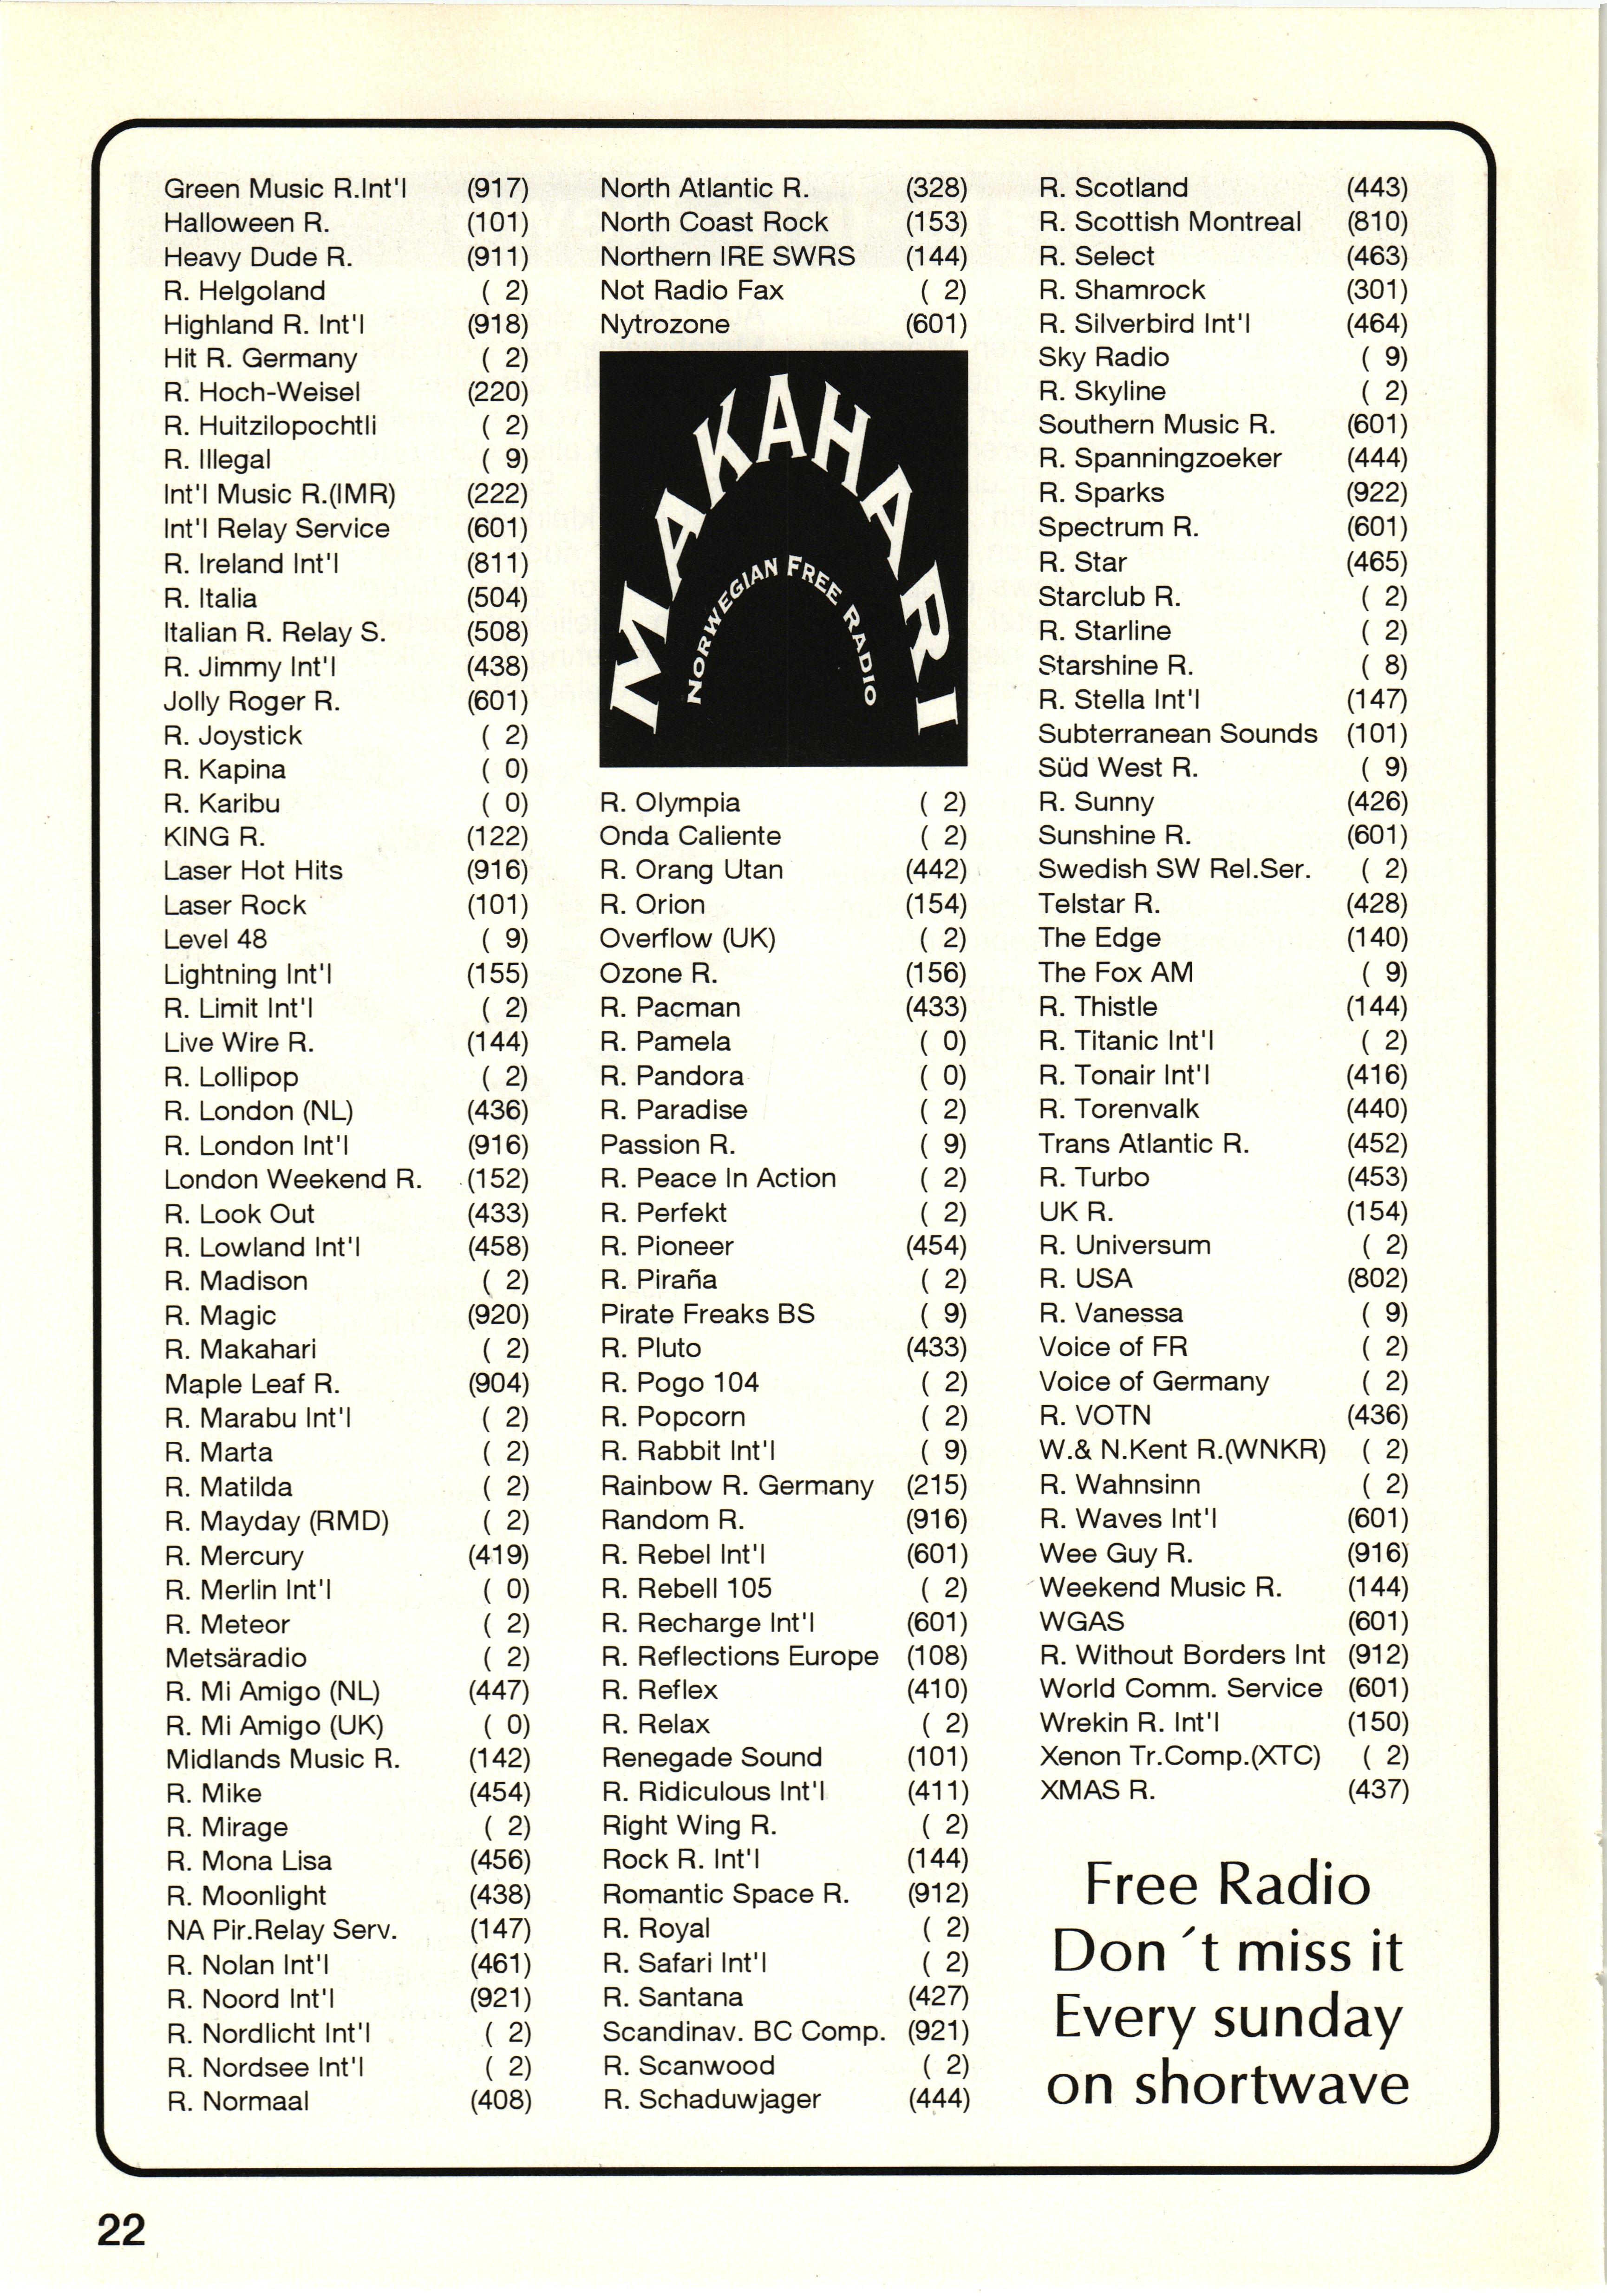 Green Music R.Int'l (917)
Halloween R. (101)
Heavy Dude R. (911)
R. Helgoland ( 2)
Highland R. Int'l (918)
Hit R. Germany ( 2)
R. Hoch-Weisel (220)
R. Huitzilopochtli ( 2)
R. Illegal ( 9)
Int'l Music R.(IMR) (222)
Int'l Relay Service (601)
R. Ireland Int'l (811)
R. Italia (504)
Italian R. Relay S. (508)
R. Jimmy Int'l (438)
Jolly Roger R. (601)
R. Joystick ( 2)
R. Kapina ( 0)
R. Karibu ( 0)
KING R. (122)
Laser Hot Hits (916)
Laser Rock (101)
Level 48 ( 9)
Lightning Int'l (155)
R. Limit Int'l ( 2)
Live Wire R. (144)
R. Lollipop ( 2)
R. London (NL) (436)
R. London Int'l (916)
London Weekend R. (152)
R. Look Out (433)
R. Lowland Int'l (458)
R. Madison ( 2)
R. Magic (920)
R. Makahari ( 2)
Maple Leaf R. (904)
R. Marabu Int'l ( 2)
R. Marta ( 2)
R. Matilda ( 2)
R. Mayday (RMD) ( 2)
R. Mercury (419)
R. Merlin Int'l ( 0)
R. Meteor ( 2)
Metsäradio ( 2)
R. Mi Amigo (NL) (447)
R. Mi Amigo (UK) ( 0)
Midlands Music R. (142)
R. Mike (454)
R. Mirage ( 2)
R. Mona Lisa (456)
R. Moonlight (438)
NA Pir.Relay Serv. (147)
R. Nolan Int'l (461)
R. Noord Int'l (921)
R. Nordlicht Int'l ( 2)
R. Nordsee Int'l ( 2)
R. Normaal (408)
North Atlantic R. (328)
North Coast Rock (153)
Northern IRE SWRS (144)
Not Radio Fax ( 2)
Nytrozone (601)
MAKAHARI
NORWEGIAN FREE RADIO
R. Olympia ( 2)
Onda Caliente ( 2)
R. Orang Utan (442)
R. Orion (154)
Overflow (UK) ( 2)
Ozone R. (156)
R. Pacman (433)
R. Pamela ( 0)
R. Pandora ( 0)
R. Paradise ( 2)
Passion R. ( 9)
R. Peace In Action ( 2)
R. Perfekt ( 2)
R. Pioneer (454)
R. Piraña ( 2)
Pirate Freaks BS ( 9)
R. Pluto (433)
R. Pogo 104 ( 2)
R. Popcorn ( 2)
R. Rabbit Int'l ( 9)
Rainbow R. Germany (215)
Random R. (916)
R. Rebel Int'l (601)
R. Rebell 105 ( 2)
R. Recharge Int'l (601)
R. Reflections Europe (108)
R. Reflex (410)
R. Relax ( 2)
Renegade Sound (101)
R. Ridiculous Int'l (411)
Right Wing R. ( 2)
Rock R. Int'l (144)
Romantic Space R. (912)
R. Royal ( 2)
R. Safari Int'l ( 2)
R. Santana (427)
Scandinav. BC Comp. (921)
R. Scanwood ( 2)
R. Schaduwjager (444)
R. Scotland (443)
R. Scottish Montreal (810)
R. Select (463)
R. Shamrock (301)
R. Silverbird Int'l (464)
Sky Radio ( 9)
R. Skyline ( 2)
Southern Music R. (601)
R. Spanningzoeker (444)
R. Sparks (922)
Spectrum R. (601)
R. Star (465)
Starclub R. ( 2)
R. Starline ( 2)
Starshine R. ( 8)
R. Stella Int'l (147)
Subterranean Sounds (101)
Süd West R. ( 9)
R. Sunny (426)
Sunshine R. (601)
Swedish SW Rel.Ser. ( 2)
Telstar R. (428)
The Edge (140)
The Fox AM ( 9)
R. Thistle (144)
R. Titanic Int'l ( 2)
R. Tonair Int'l (416)
R. Torenvalk (440)
Trans Atlantic R. (452)
R. Turbo (453)
UK R. (154)
R. Universum ( 2)
R. USA (802)
R. Vanessa ( 9)
Voice of FR ( 2)
Voice of Germany ( 2)
R. VOTN (436)
W.& N.Kent R.(WNKR) ( 2)
R. Wahnsinn ( 2)
R. Waves Int'l (601)
Wee Guy R. (916)
Weekend Music R. (144)
WGAS (601)
R. Without Borders Int (912)
World Comm. Service (601)
Wrekin R. Int'l (150)
Xenon Tr.Comp.(XTC) ( 2)
XMAS R. (437)
Free Radio
Don´t miss it
Every sunday
on shortwave
22